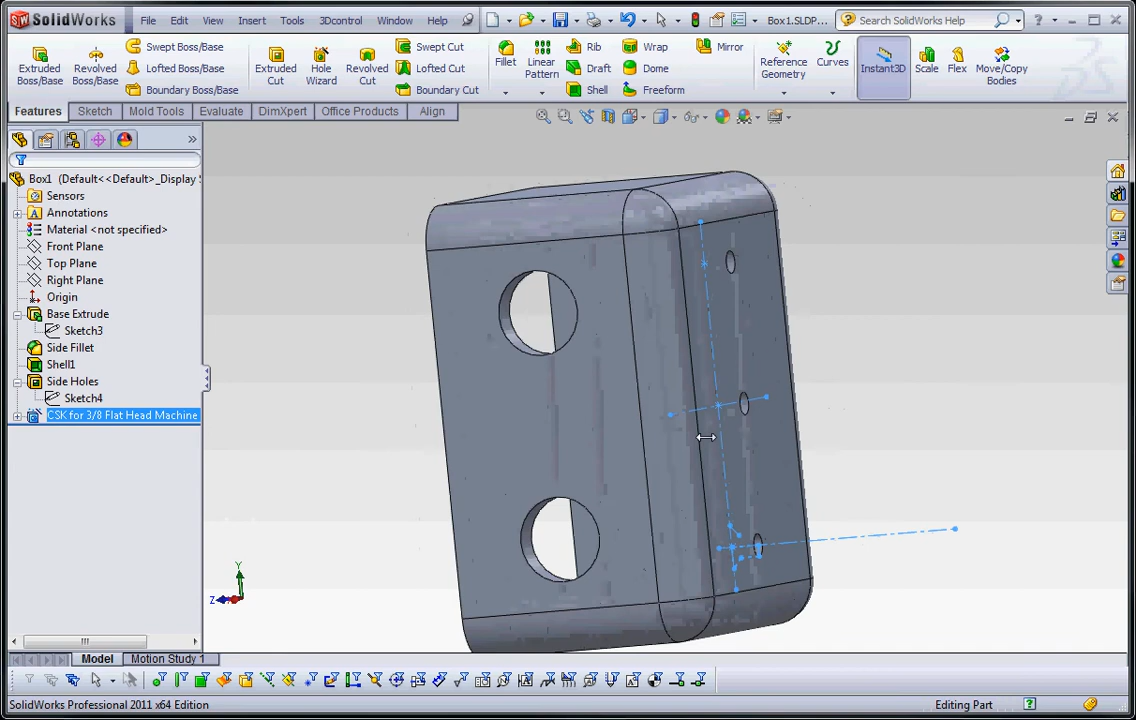 SolidWorks File Edit View Insert Tools 3Dcontrol Window Help Box1.SLDP... Search SolidWorks Help
Extruded Boss/Base
Revolved Boss/Base
Swept Boss/Base
Lofted Boss/Base
Boundary Boss/Base
Extruded Cut
Hole Wizard
Revolved Cut
Swept Cut
Lofted Cut
Boundary Cut
Fillet
Linear Pattern
Rib
Draft
Shell
Wrap
Dome
Freeform
Mirror
Reference Geometry
Curves
Instant3D
Scale
Flex
Move/Copy Bodies
Features Sketch Mold Tools Evaluate DimXpert Office Products Align
Box1 (Default<<Default>_Display S
Sensors
Annotations
Material <not specified>
Front Plane
Top Plane
Right Plane
Origin
Base Extrude
Sketch3
Side Fillet
Shell1
Side Holes
Sketch4
CSK for 3/8 Flat Head Machine
Y
Z
Model Motion Study 1
SolidWorks Professional 2011 x64 Edition Editing Part